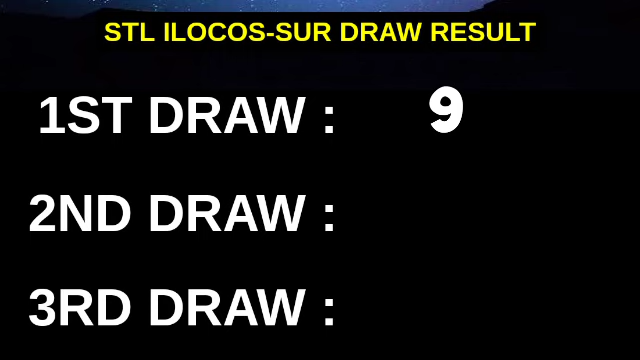 STL ILOCOS-SUR DRAW RESULT
1ST DRAW : 9
2ND DRAW :
3RD DRAW :